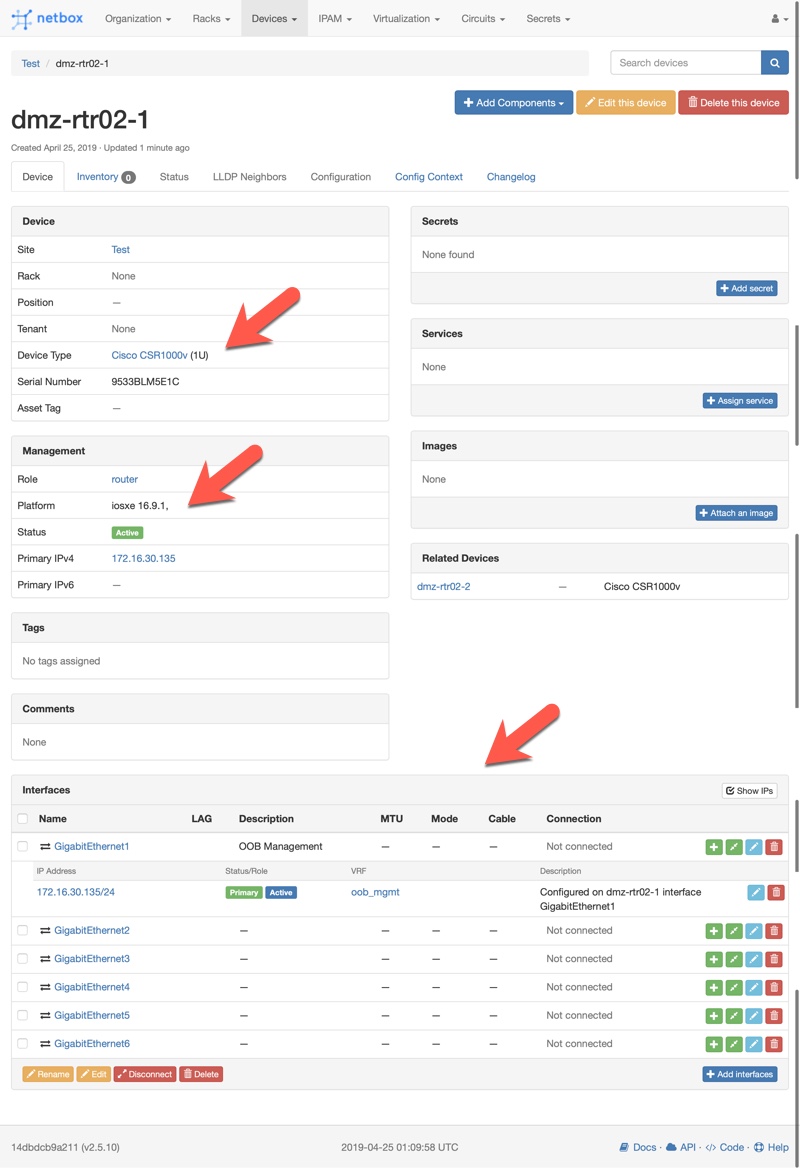 netbox Organization Racks Devices IPAM Virtualization Circuits Secrets
Test / dmz-rtr02-1
Search devices
Add Components Edit this device Delete this device
dmz-rtr02-1
Created April 25, 2019 · Updated 1 minute ago
Device Inventory 0 Status LLDP Neighbors Configuration Config Context Changelog
Device
Site Test
Rack None
Position —
Tenant None
Device Type Cisco CSR1000v (1U)
Serial Number 9533BLM5E1C
Asset Tag —
Management
Role router
Platform iosxe 16.9.1,
Status Active
Primary IPv4 172.16.30.135
Primary IPv6 —
Tags
No tags assigned
Comments
None
Secrets
None found
Add secret
Services
None
Assign service
Images
None
Attach an image
Related Devices
dmz-rtr02-2 — Cisco CSR1000v
Interfaces Show IPs
Name LAG Description MTU Mode Cable Connection
GigabitEthernet1 OOB Management — — — Not connected
IP Address Status/Role VRF Description
172.16.30.135/24 Primary Active oob_mgmt Configured on dmz-rtr02-1 interface
GigabitEthernet1
GigabitEthernet2 — — — — Not connected
GigabitEthernet3 — — — — Not connected
GigabitEthernet4 — — — — Not connected
GigabitEthernet5 — — — — Not connected
GigabitEthernet6 — — — — Not connected
Rename Edit Disconnect Delete Add interfaces
14dbdcb9a211 (v2.5.10) 2019-04-25 01:09:58 UTC Docs · API · Code · Help